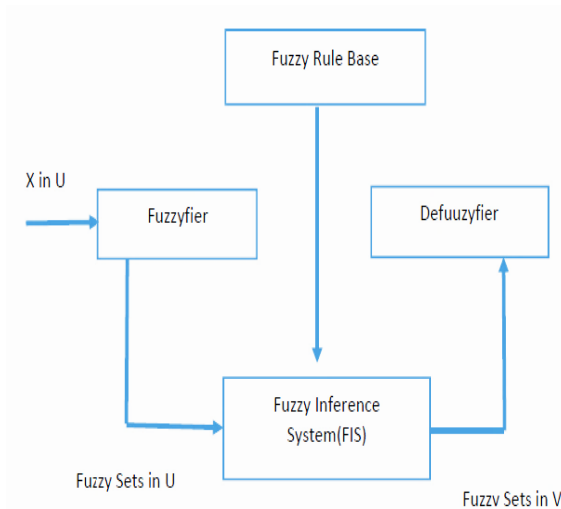 Fuzzy Rule Base
X in U
Fuzzyfier
Defuuzyfier
Fuzzy Inference
System(FIS)
Fuzzy Sets in U
Fuzzy Sets in V